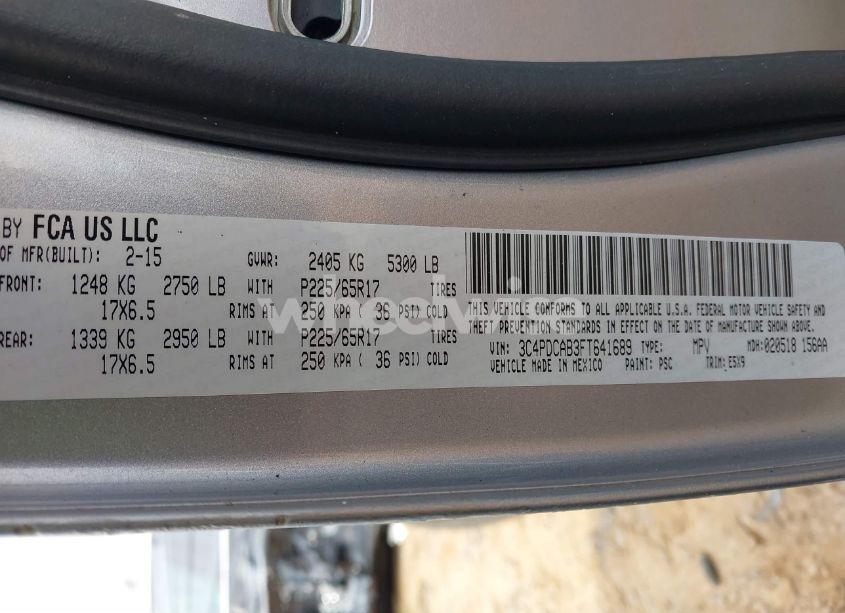 BY FCA US LLC
OF MFR(BUILT): 2-15 GVWR: 2405 KG 5300 LB
FRONT: 1248 KG 2750 LB WITH P225/65R17 TIRES
17X6.5 RIMS AT 250 KPA ( 36 PSI) COLD
REAR: 1339 KG 2950 LB WITH P225/65R17 TIRES
17X6.5 RIMS AT 250 KPA ( 36 PSI) COLD
THIS VEHICLE CONFORMS TO ALL APPLICABLE U.S.A. FEDERAL MOTOR VEHICLE SAFETY AND
THEFT PREVENTION STANDARDS IN EFFECT ON THE DATE OF MANUFACTURE SHOWN ABOVE.
VIN: 3C4PDCAB3FT641689 TYPE: MPV MDH:020518 156AA
VEHICLE MADE IN MEXICO PAINT: PSC TRIM: E5X9